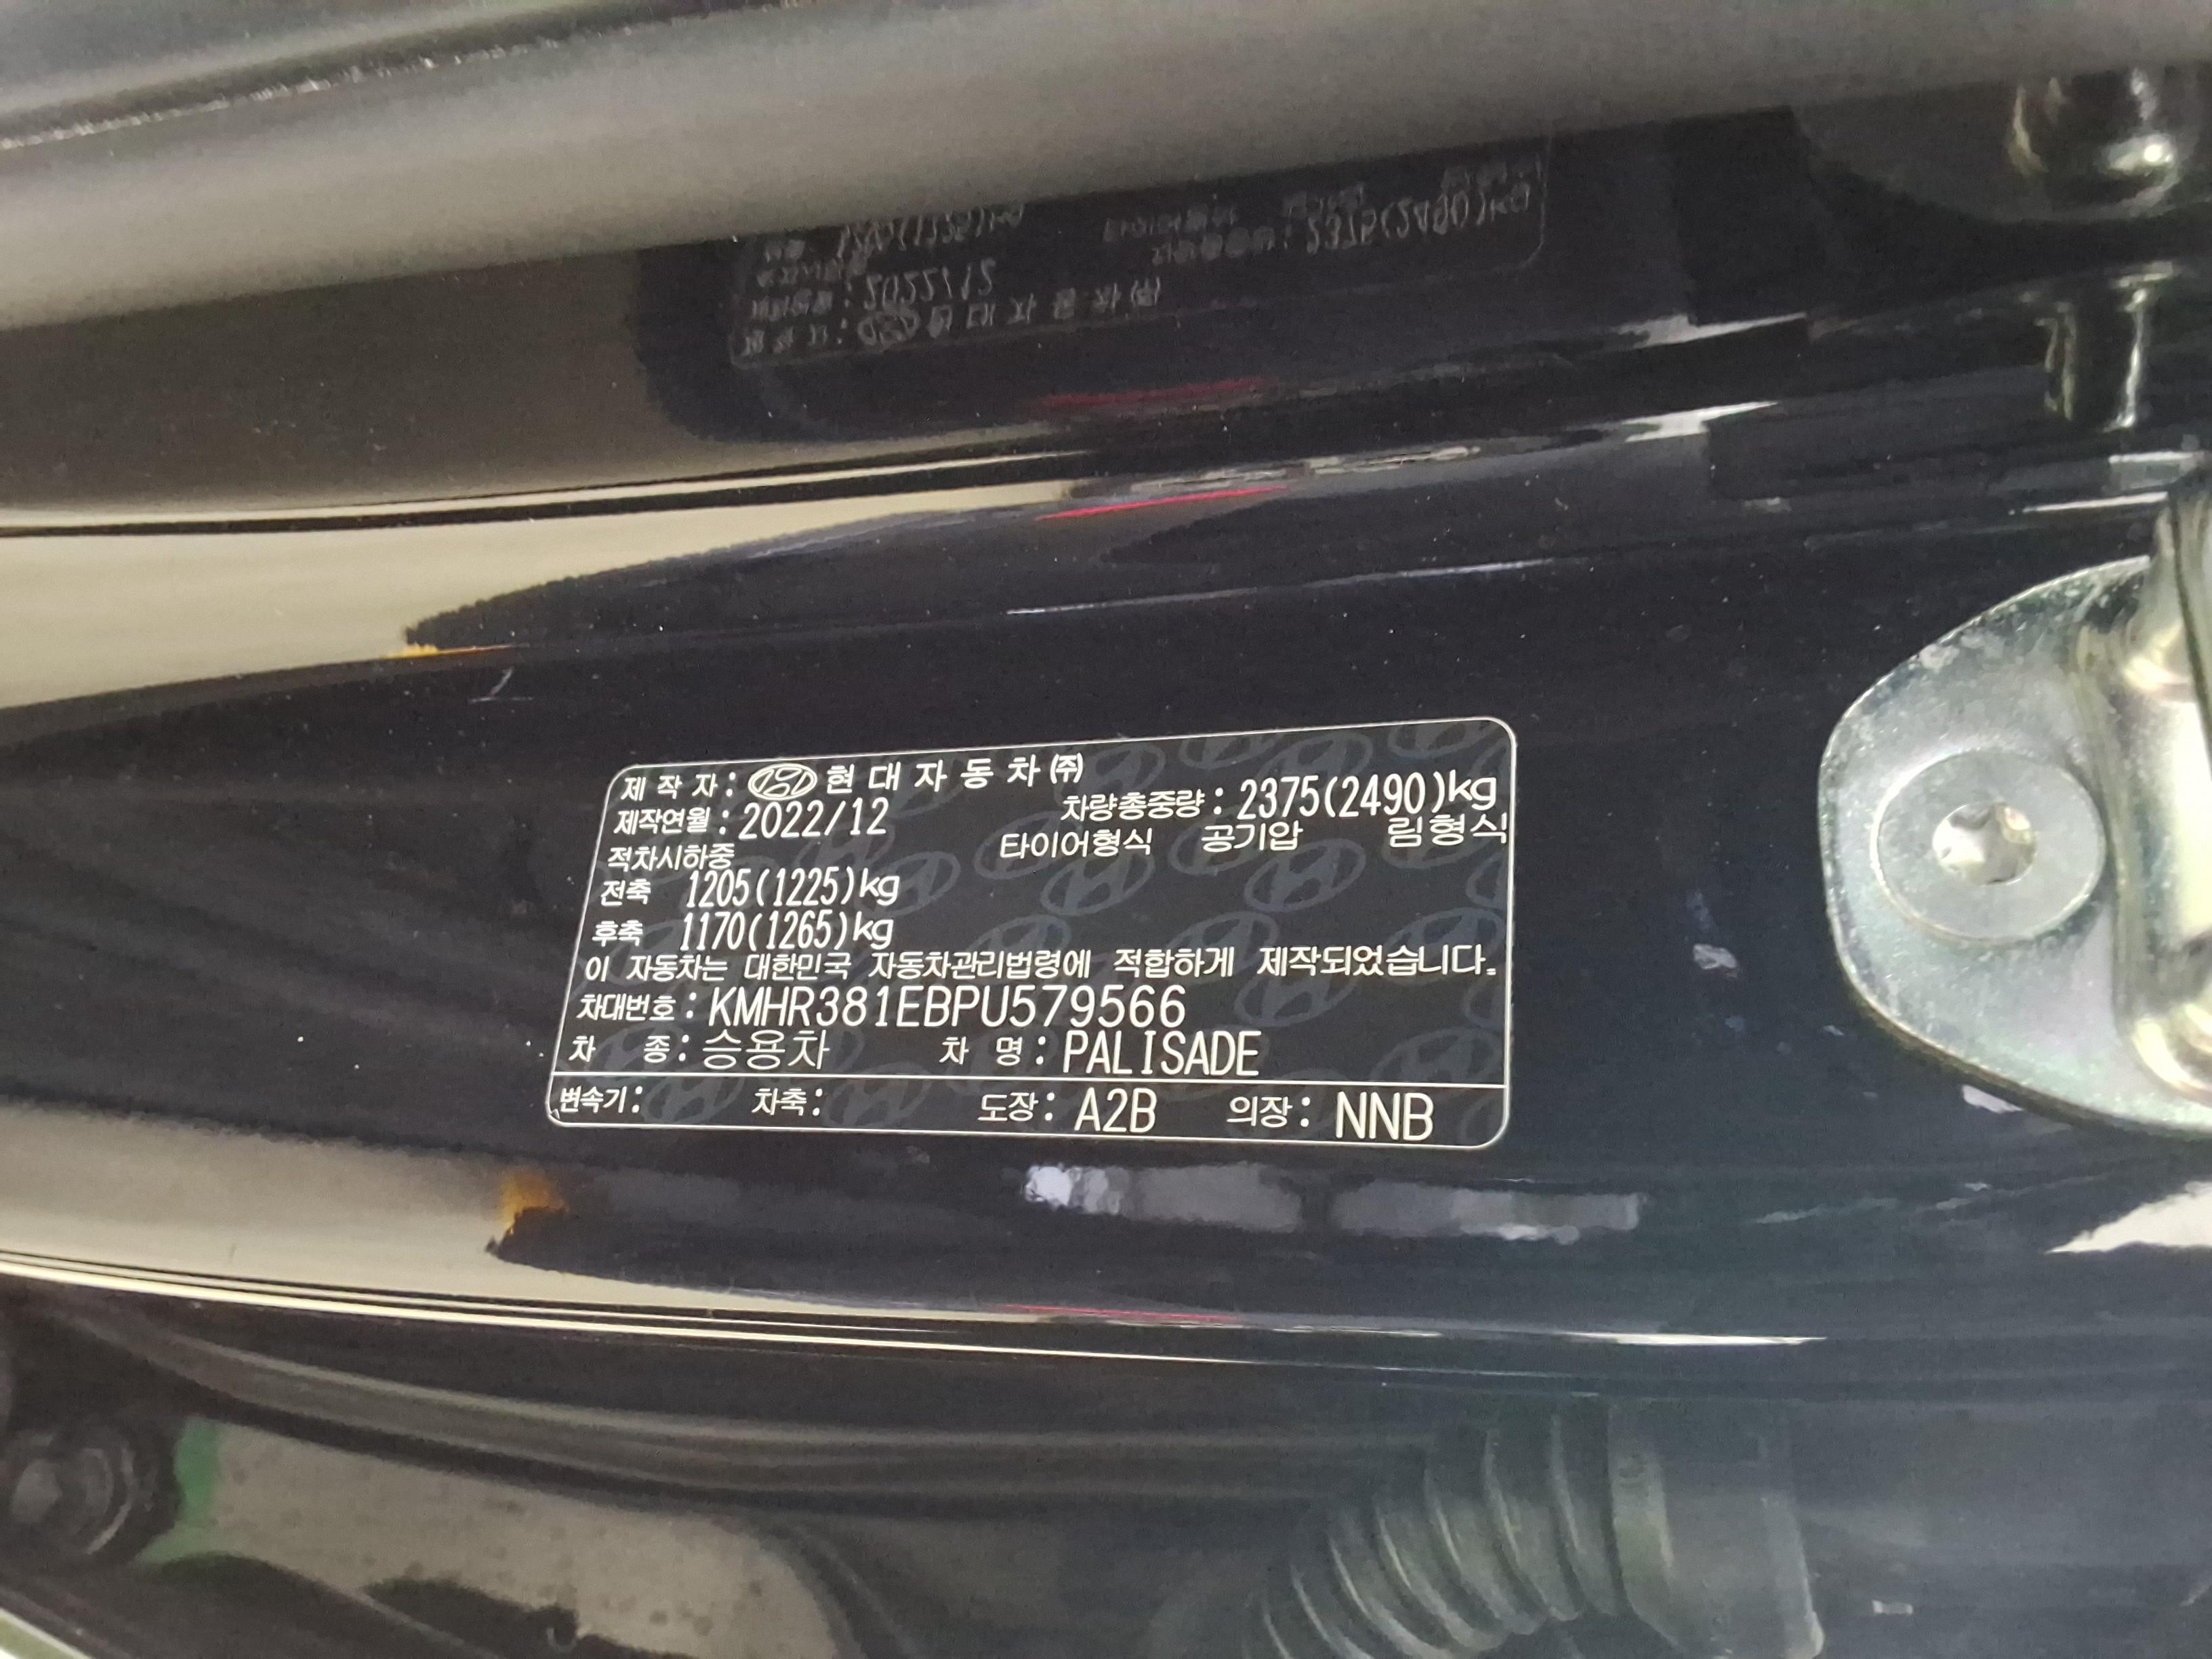 제 작 자 : 현 대 자 동 차 ㈜
제작연월 : 2022/12 차량총중량 : 2375(2490)kg
적차시하중 타이어형식 공기압 림형식
전축 1205(1225)kg
후축 1170(1265)kg
이 자동차는 대한민국 자동차관리법령에 적합하게 제작되었습니다.
차대번호 : KMHR381EBPU579566
차 종 : 승용차 차 명 : PALISADE
변속기 : 차축 : 도장 : A2B 의장 : NNB